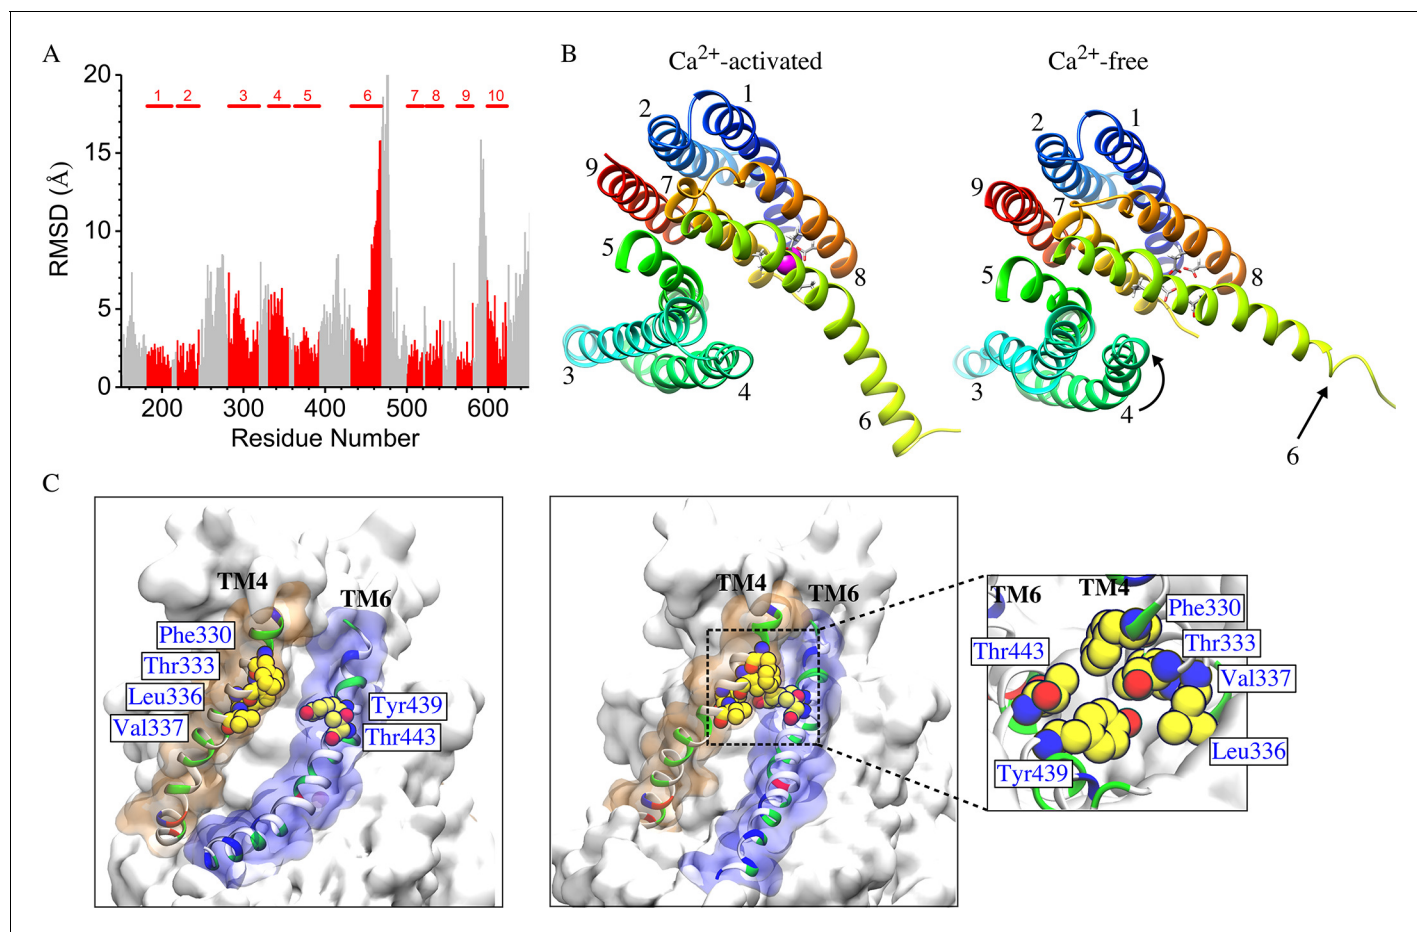 A
RMSD (Å)
20
15
10
5
0
1 2 3 4 5 6 7 8 9 10
200 300 400 500 600
Residue Number
B
Ca2+-activated
1
2
9
7
5
8
3
4
6
Ca2+-free
1
2
9
7
5
8
3
4
6
C
TM4
TM6
Phe330
Thr333
Leu336
Val337
Tyr439
Thr443
TM4
TM6
TM6
TM4
Phe330
Thr443
Thr333
Val337
Leu336
Tyr439